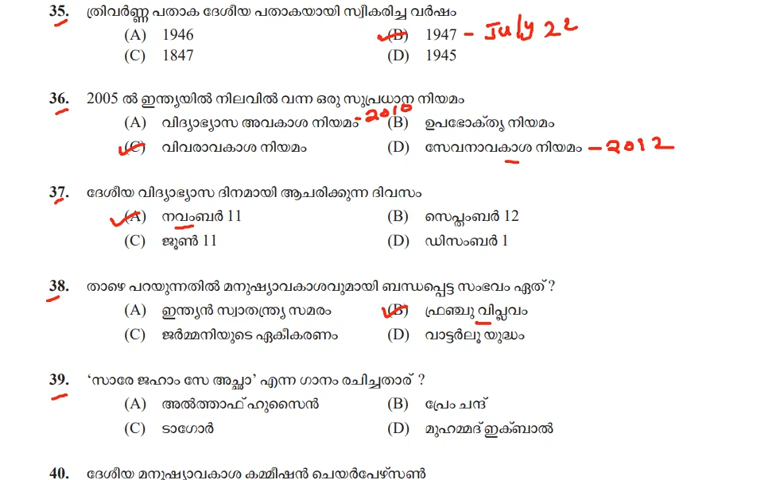 35. ത്രിവർണ്ണ പതാക ദേശീയ പതാകയായി സ്വീകരിച്ച വർഷം
(A) 1946 (B) 1947 - July 22
(C) 1847 (D) 1945
36. 2005 ൽ ഇന്ത്യയിൽ നിലവിൽ വന്ന ഒരു സുപ്രധാന നിയമം
(A) വിദ്യാഭ്യാസ അവകാശ നിയമം - 2010 (B) ഉപഭോക്തൃ നിയമം
(C) വിവരാവകാശ നിയമം (D) സേവനാവകാശ നിയമം - 2012
37. ദേശീയ വിദ്യാഭ്യാസ ദിനമായി ആചരിക്കുന്ന ദിവസം
(A) നവംബർ 11 (B) സെപ്തംബർ 12
(C) ജൂൺ 11 (D) ഡിസംബർ 1
38. താഴെ പറയുന്നതിൽ മനുഷ്യാവകാശവുമായി ബന്ധപ്പെട്ട സംഭവം ഏത് ?
(A) ഇന്ത്യൻ സ്വാതന്ത്ര്യ സമരം (B) ഫ്രഞ്ചു വിപ്ലവം
(C) ജർമ്മനിയുടെ ഏകീകരണം (D) വാട്ടർലൂ യുദ്ധം
39. ‘സാരേ ജഹാം സേ അച്ഛാ’ എന്ന ഗാനം രചിച്ചതാര് ?
(A) അൽത്താഫ് ഹുസൈൻ (B) പ്രേം ചന്ദ്
(C) ടാഗോർ (D) മുഹമ്മദ് ഇക്ബാൽ
40. ദേശീയ മനുഷ്യാവകാശ കമ്മീഷൻ ചെയർപേഴ്സൺ